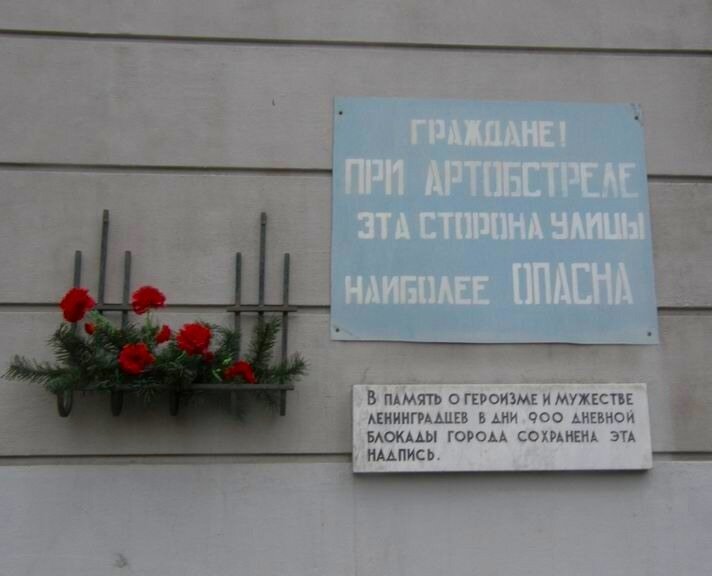 ГРАЖДАНЕ!
ПРИ АРТОБСТРЕЛЕ
ЭТА СТОРОНА УЛИЦЫ
НАИБОЛЕЕ ОПАСНА
В ПАМЯТЬ О ГЕРОИЗМЕ И МУЖЕСТВЕ
ЛЕНИНГРАДЦЕВ В ДНИ 900 ДНЕВНОЙ
БЛОКАДЫ ГОРОДА СОХРАНЕНА ЭТА
НАДПИСЬ.